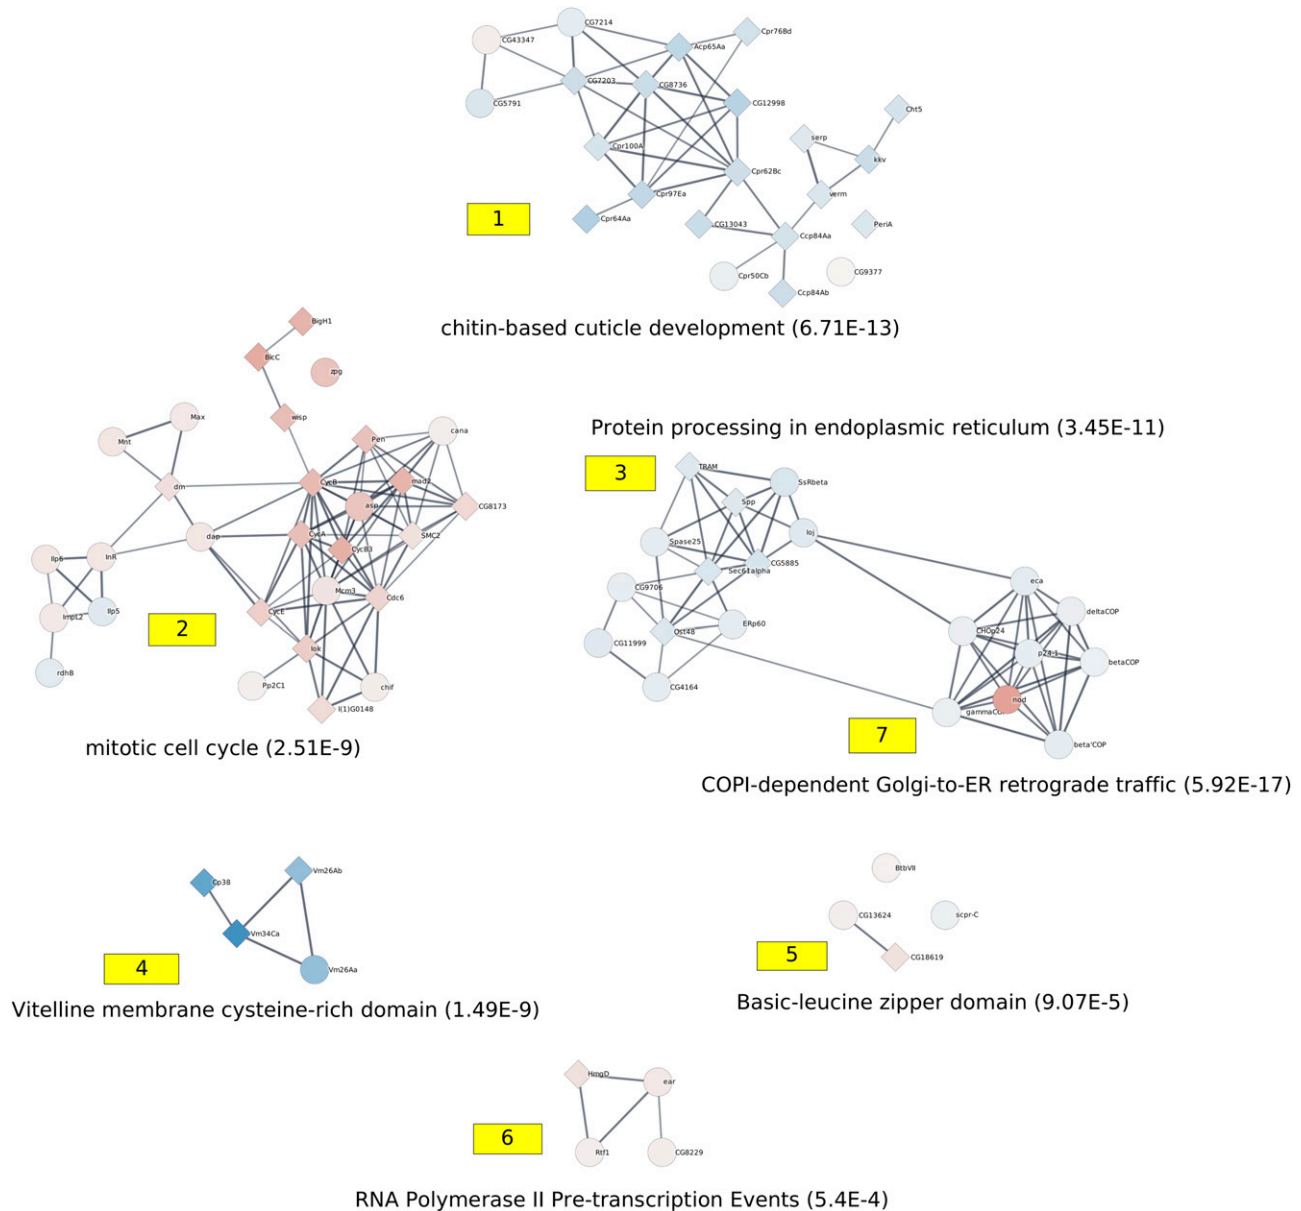 CG7214
CG43347
Cpr76Bd
Acp65Aa
CG7203
CG8736
CG5791
CG12998
Cht5
serp
Cpr100A
kkv
Cpr62Bc
verm
Cpr97Ea
1
Cpr64Aa
CG13043
PeriA
Ccp84Aa
Cpr50Cb
CG9377
Ccp84Ab
chitin-based cuticle development (6.71E-13)
BigH1
BicC
zpg
wisp
Max
Mnt
Pen
cana
dm
CycB
mad2
asp
CG8173
dap
CycA
SMC2
CycB3
Ilp6
InR
Mcm3
Cdc6
ImpL2
Ilp5
CycE
2
lok
rdhB
Pp2C1
chif
l(1)G0148
mitotic cell cycle (2.51E-9)
Protein processing in endoplasmic reticulum (3.45E-11)
3
TRAM
SsRbeta
Spp
loj
Spase25
CG5885
Sec61alpha
CG9706
ERp60
Ost48
CG11999
CG4164
eca
deltaCOP
CHOp24
p24-1
betaCOP
nod
gammaCO
beta'COP
7
COPI-dependent Golgi-to-ER retrograde traffic (5.92E-17)
Cp38
Vm26Ab
Vm34Ca
Vm26Aa
4
Vitelline membrane cysteine-rich domain (1.49E-9)
BtbVII
CG13624
scpr-C
CG18619
5
Basic-leucine zipper domain (9.07E-5)
HmgD
ear
6
Rtf1
CG8229
RNA Polymerase II Pre-transcription Events (5.4E-4)